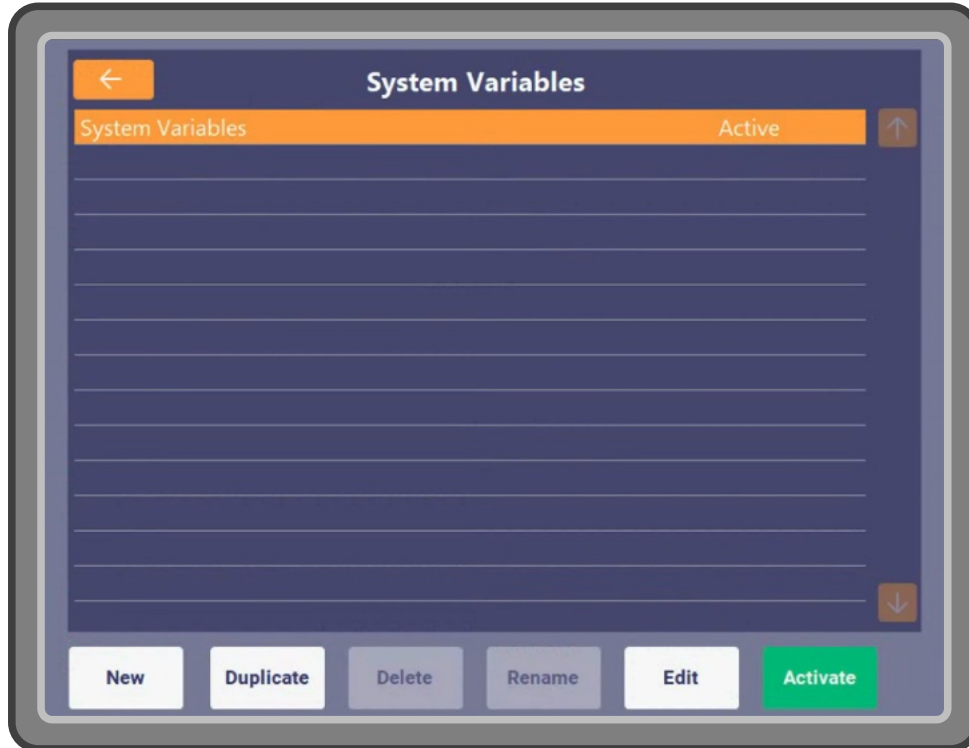 System Variables
System Variables Active
New Duplicate Delete Rename Edit Activate